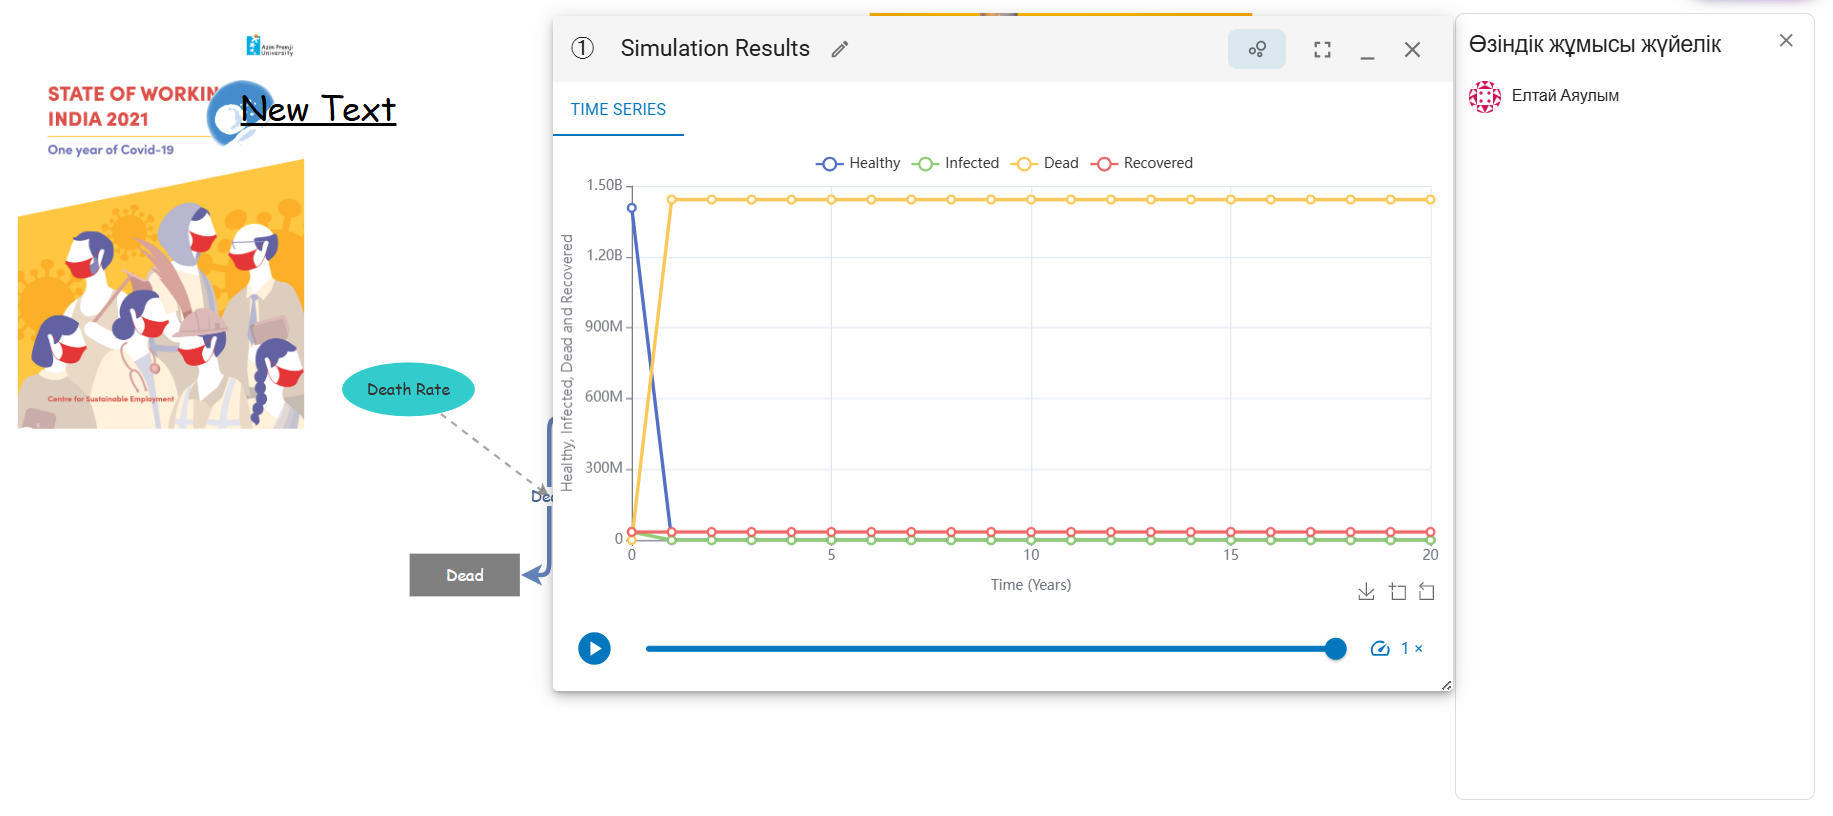 Azim Premji
University
STATE OF WORKIN
INDIA 2021
One year of Covid-19
New Text
Centre for Sustainable Employment
Death Rate
Dea
Dead
① Simulation Results
TIME SERIES
Healthy Infected Dead Recovered
Healthy, Infected, Dead and Recovered
1.50B
1.20B
900M
600M
300M
0
0 5 10 15 20
Time (Years)
1 ×
Өзіндік жұмысы жүйелік
Елтай Аяулым